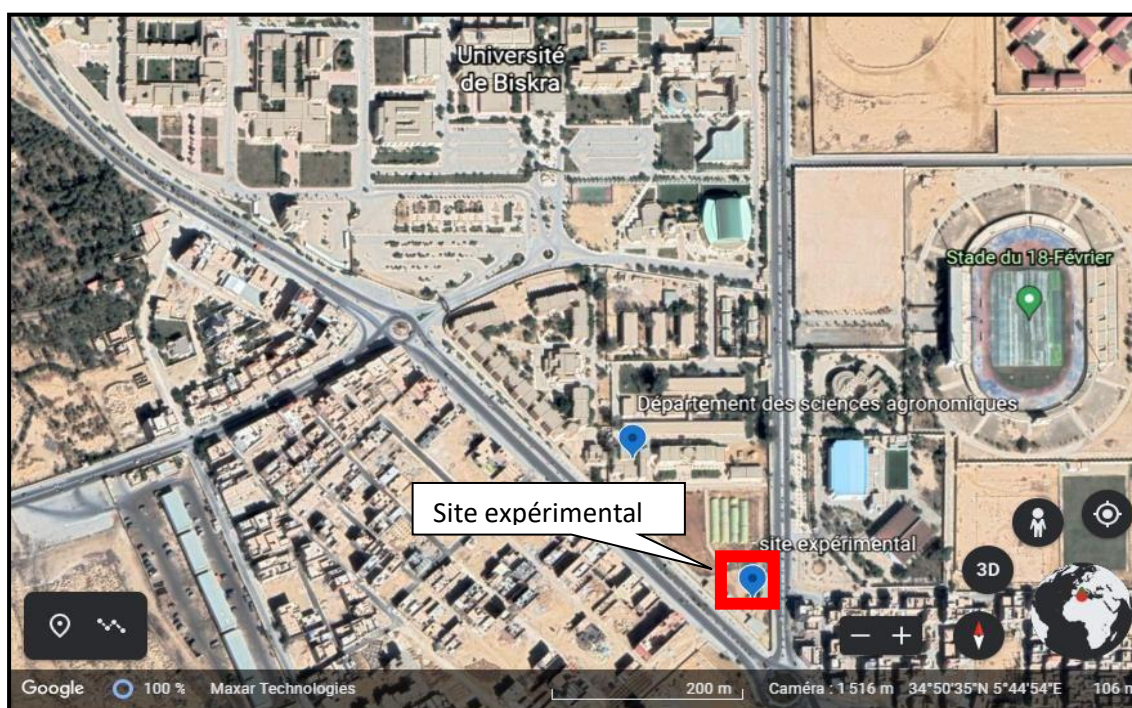 Université
de Biskra
Stade du 18-Février
Département des sciences agronomiques
Site expérimental
site expérimental
3D
Google 100 % Maxar Technologies 200 m Caméra : 1 516 m 34°50'35"N 5°44'54"E 106 m